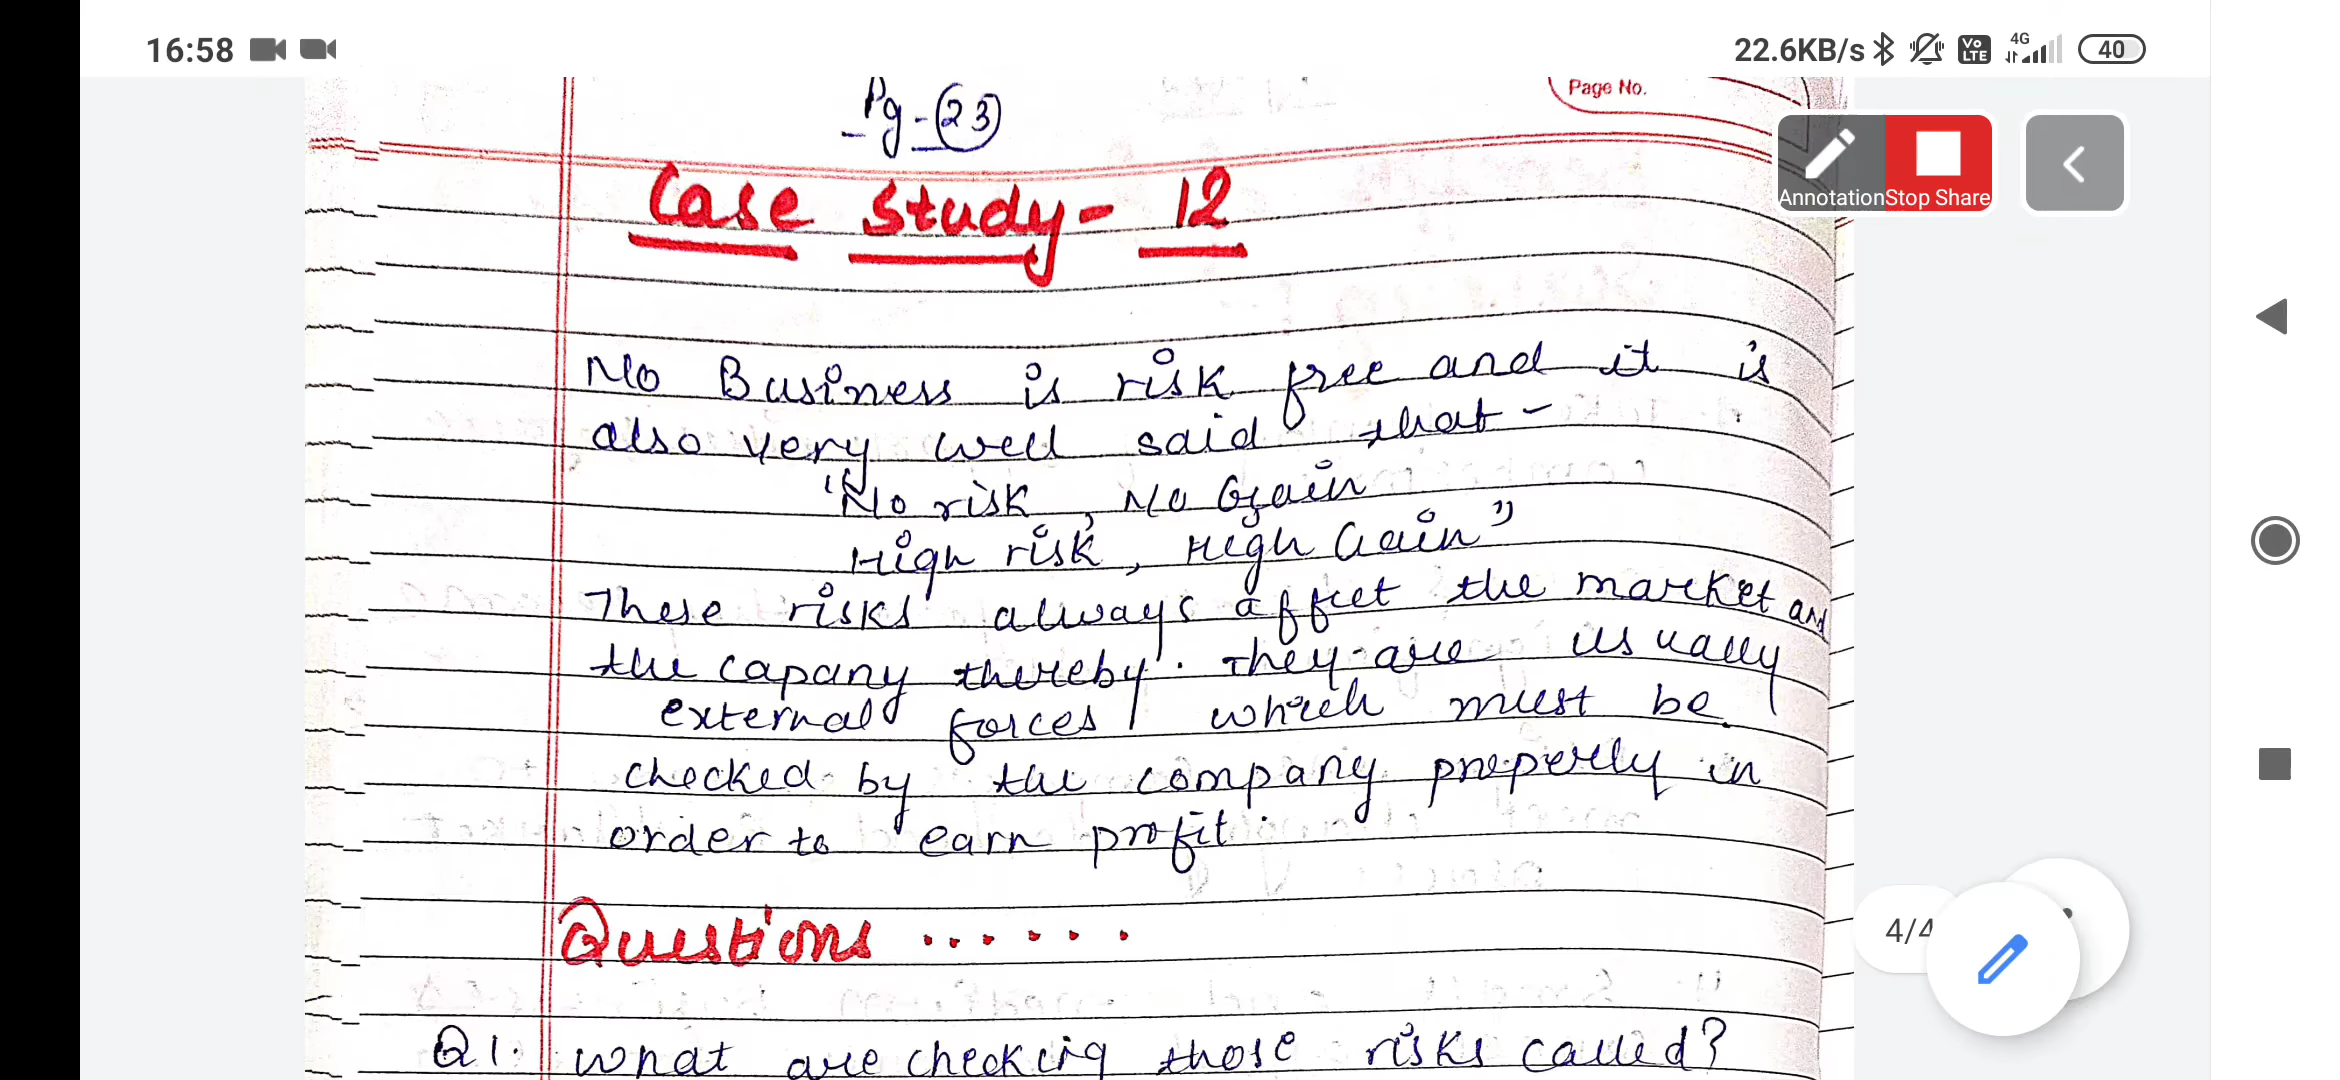 16:58
22.6KB/s
4G
Vo
LTE
40
Pg-23
Page No.
Annotation Stop Share
Case Study- 12
No Business is risk free and it is
also very well said that -
"No risk, No Gain
High risk, High Gain"
These risks always affect the market and
the capany thereby. They are usually
external forces which must be
checked by the company properly in
order to earn profit.
Questions ......
4/4
Q1. What are checking those risks called?